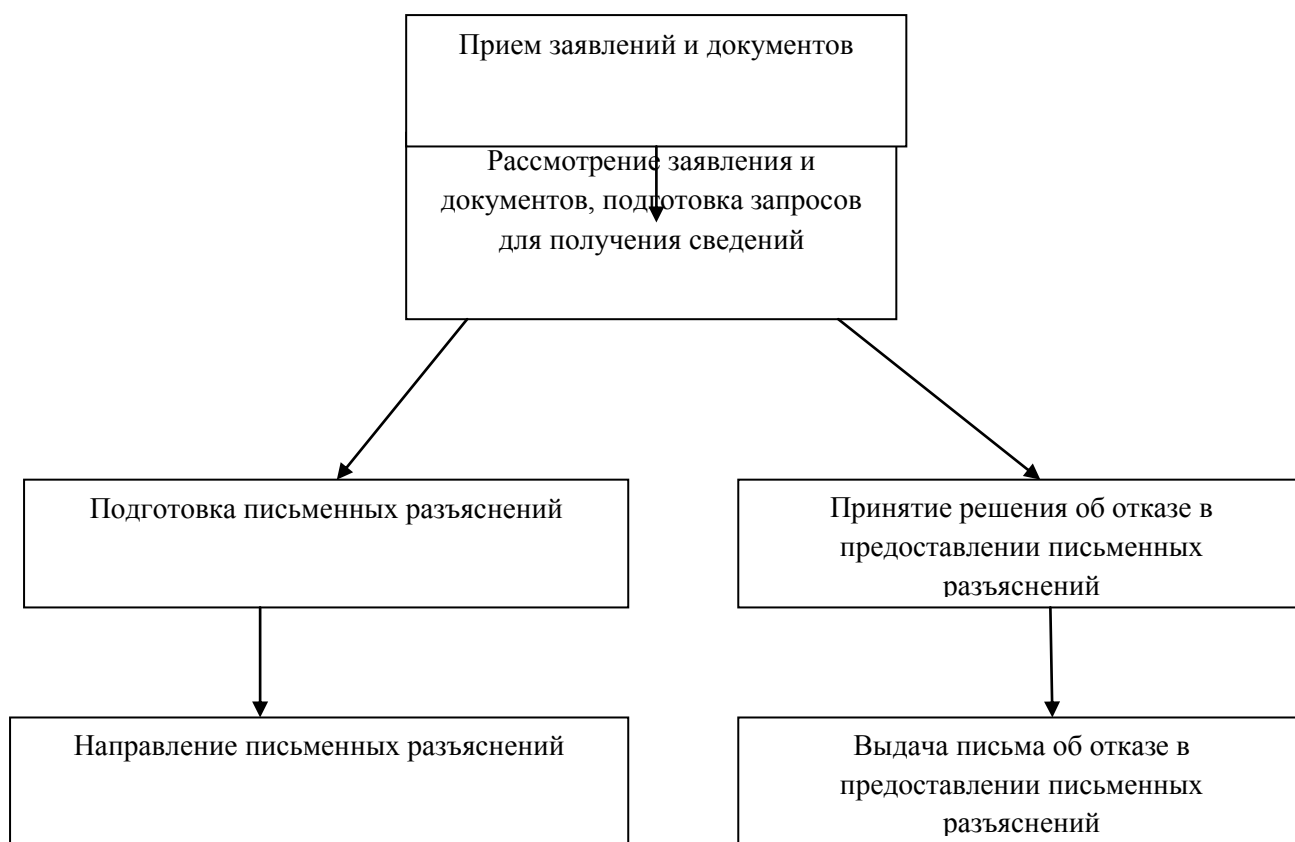 Прием заявлений и документов
Рассмотрение заявления и
документов, подготовка запросов
для получения сведений
Подготовка письменных разъяснений
Принятие решения об отказе в
предоставлении письменных
разъяснений
Направление письменных разъяснений
Выдача письма об отказе в
предоставлении письменных
разъяснений